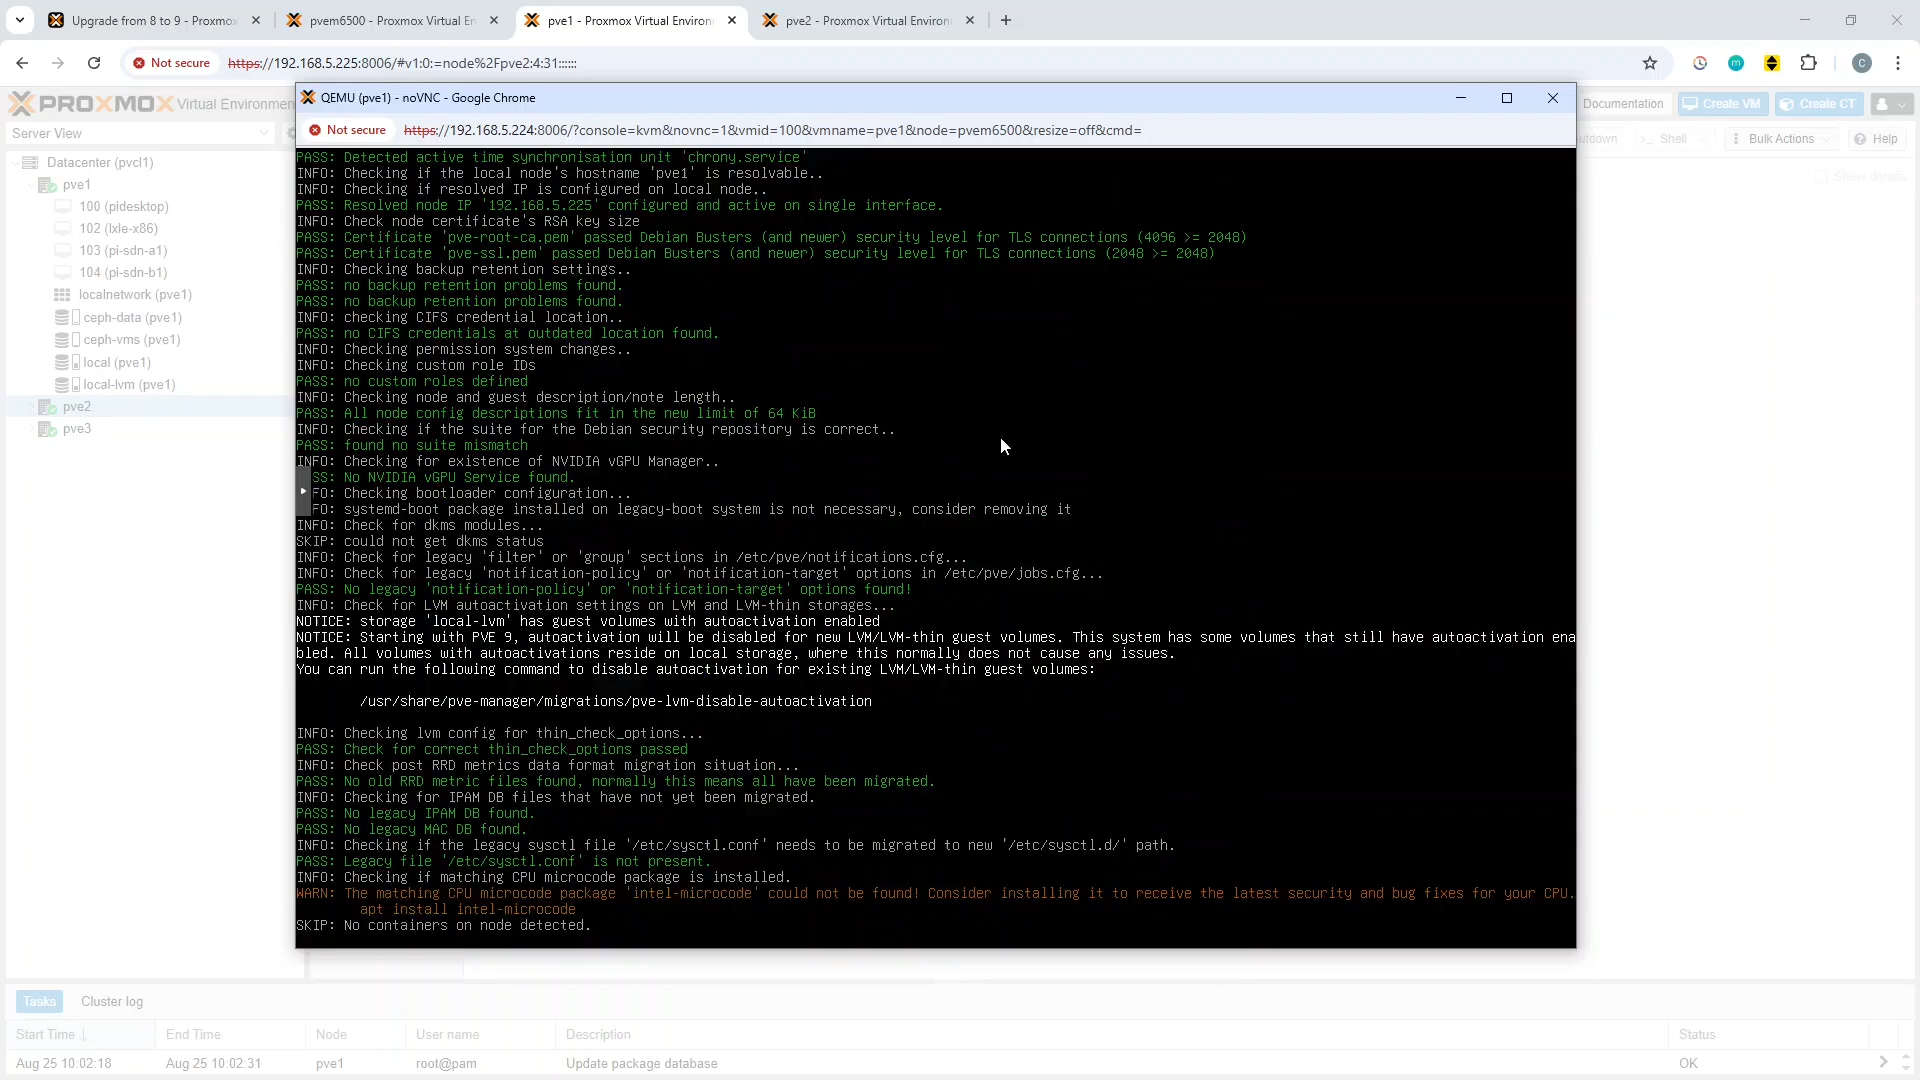 Upgrade from 8 to 9 - Proxmox
pvem6500 - Proxmox Virtual En
pve1 - Proxmox Virtual Environ
pve2 - Proxmox Virtual Environ
Not secure
https://192.168.5.225:8006/#v1:0:=node%2Fpve2:4:31::::::
PROXMOX Virtual Environmen
Documentation
Create VM
Create CT
Server View
Shell
Bulk Actions
Help
Show details
Datacenter (pvcl1)
pve1
100 (pidesktop)
102 (lxle-x86)
103 (pi-sdn-a1)
104 (pi-sdn-b1)
localnetwork (pve1)
ceph-data (pve1)
ceph-vms (pve1)
local (pve1)
local-lvm (pve1)
pve2
pve3
QEMU (pve1) - noVNC - Google Chrome
Not secure
https://192.168.5.224:8006/?console=kvm&novnc=1&vmid=100&vmname=pve1&node=pvem6500&resize=off&cmd=
PASS: Detected active time synchronisation unit 'chrony.service'
INFO: Checking if the local node's hostname 'pve1' is resolvable..
INFO: Checking if resolved IP is configured on local node..
PASS: Resolved node IP '192.168.5.225' configured and active on single interface.
INFO: Check node certificate's RSA key size
PASS: Certificate 'pve-root-ca.pem' passed Debian Busters (and newer) security level for TLS connections (4096 >= 2048)
PASS: Certificate 'pve-ssl.pem' passed Debian Busters (and newer) security level for TLS connections (2048 >= 2048)
INFO: Checking backup retention settings..
PASS: no backup retention problems found.
PASS: no backup retention problems found.
INFO: checking CIFS credential location..
PASS: no CIFS credentials at outdated location found.
INFO: Checking permission system changes..
INFO: Checking custom role IDs
PASS: no custom roles defined
INFO: Checking node and guest description/note length..
PASS: All node config descriptions fit in the new limit of 64 KiB
INFO: Checking if the suite for the Debian security repository is correct..
PASS: found no suite mismatch
INFO: Checking for existence of NVIDIA vGPU Manager..
SS: No NVIDIA vGPU Service found.
FO: Checking bootloader configuration...
FO: systemd-boot package installed on legacy-boot system is not necessary, consider removing it
INFO: Check for dkms modules...
SKIP: could not get dkms status
INFO: Check for legacy 'filter' or 'group' sections in /etc/pve/notifications.cfg...
INFO: Check for legacy 'notification-policy' or 'notification-target' options in /etc/pve/jobs.cfg...
PASS: No legacy 'notification-policy' or 'notification-target' options found!
INFO: Check for LVM autoactivation settings on LVM and LVM-thin storages...
NOTICE: storage 'local-lvm' has guest volumes with autoactivation enabled
NOTICE: Starting with PVE 9, autoactivation will be disabled for new LVM/LVM-thin guest volumes. This system has some volumes that still have autoactivation ena
bled. All volumes with autoactivations reside on local storage, where this normally does not cause any issues.
You can run the following command to disable autoactivation for existing LVM/LVM-thin guest volumes:
/usr/share/pve-manager/migrations/pve-lvm-disable-autoactivation
INFO: Checking lvm config for thin_check_options...
PASS: Check for correct thin_check_options passed
INFO: Check post RRD metrics data format migration situation...
PASS: No old RRD metric files found, normally this means all have been migrated.
INFO: Checking for IPAM DB files that have not yet been migrated.
PASS: No legacy IPAM DB found.
PASS: No legacy MAC DB found.
INFO: Checking if the legacy sysctl file '/etc/sysctl.conf' needs to be migrated to new '/etc/sysctl.d/' path.
PASS: Legacy file '/etc/sysctl.conf' is not present.
INFO: Checking if matching CPU microcode package is installed.
WARN: The matching CPU microcode package 'intel-microcode' could not be found! Consider installing it to receive the latest security and bug fixes for your CPU.
apt install intel-microcode
SKIP: No containers on node detected.
Tasks
Cluster log
Start Time
End Time
Node
User name
Description
Status
Aug 25 10:02:18
Aug 25 10:02:31
pve1
root@pam
Update package database
OK